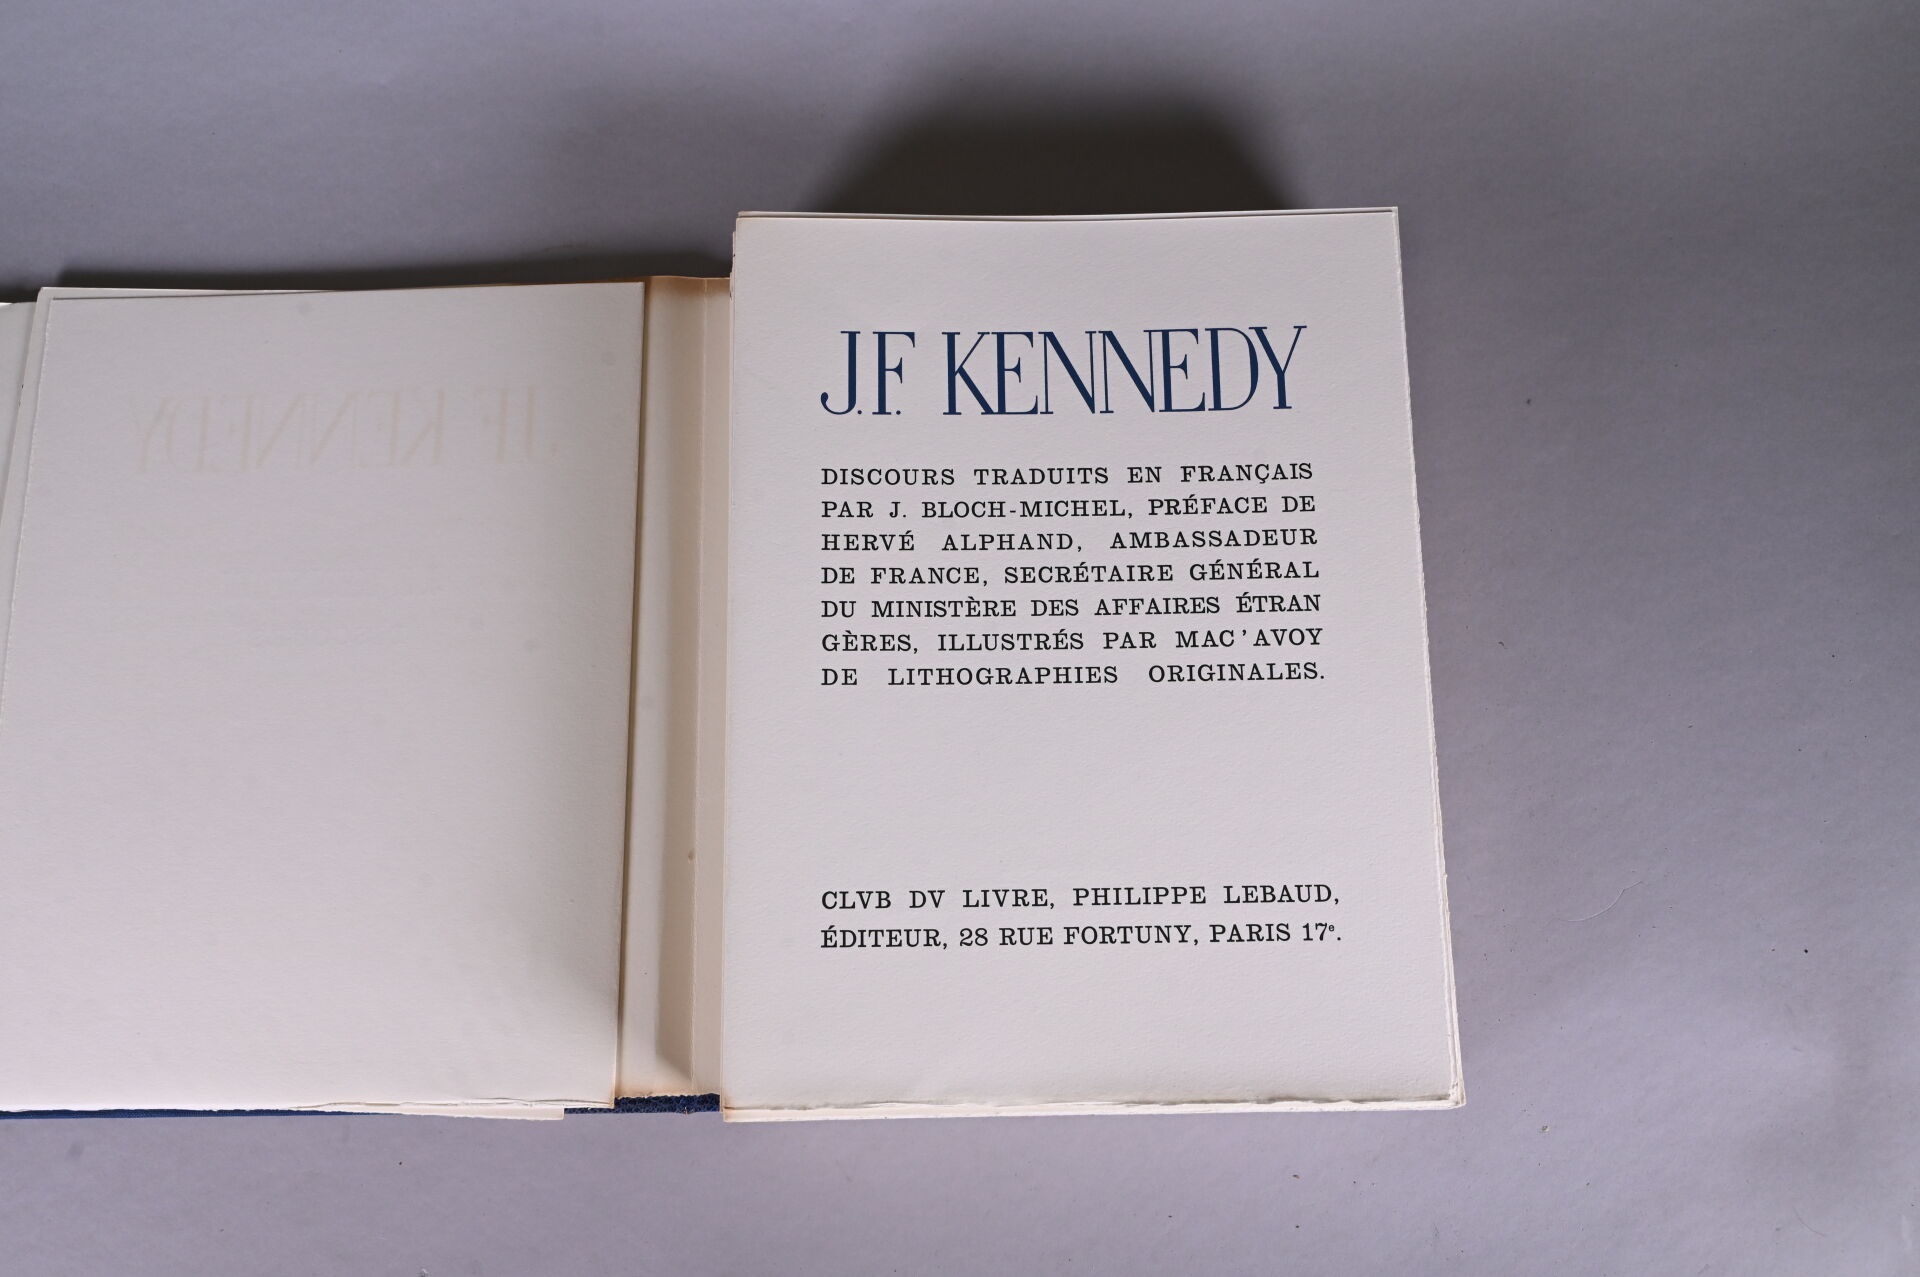 J.F. KENNEDY
DISCOURS TRADUITS EN FRANÇAIS
PAR J. BLOCH-MICHEL, PRÉFACE DE
HERVÉ ALPHAND, AMBASSADEUR
DE FRANCE, SECRÉTAIRE GÉNÉRAL
DU MINISTÈRE DES AFFAIRES ÉTRAN
GÈRES, ILLUSTRÉS PAR MAC'AVOY
DE LITHOGRAPHIES ORIGINALES.
CLVB DV LIVRE, PHILIPPE LEBAUD,
ÉDITEUR, 28 RUE FORTUNY, PARIS 17e.